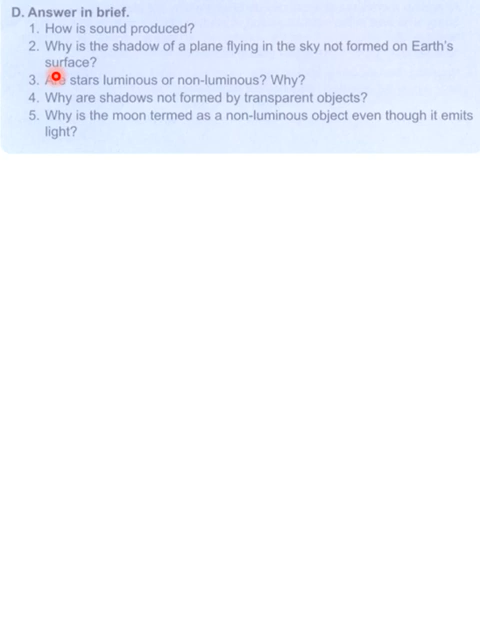 D. Answer in brief.
1. How is sound produced?
2. Why is the shadow of a plane flying in the sky not formed on Earth's
surface?
3. stars luminous or non-luminous? Why?
4. Why are shadows not formed by transparent objects?
5. Why is the moon termed as a non-luminous object even though it emits
light?